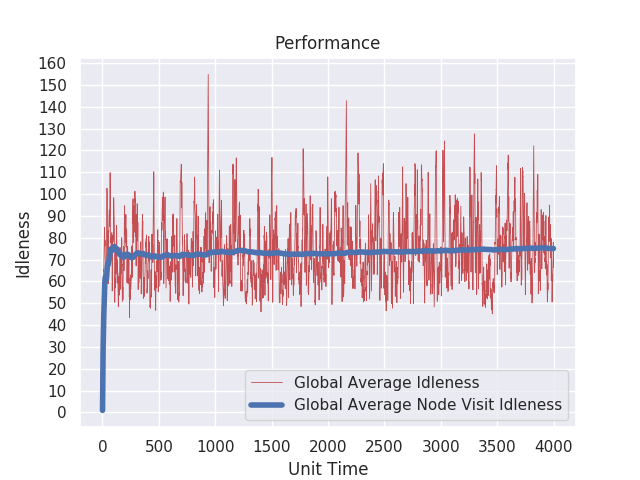 Performance
160
150
140
130
120
110
100
90
80
70
60
50
40
30
20
10
0
Idleness
Global Average Idleness
Global Average Node Visit Idleness
0 500 1000 1500 2000 2500 3000 3500 4000
Unit Time